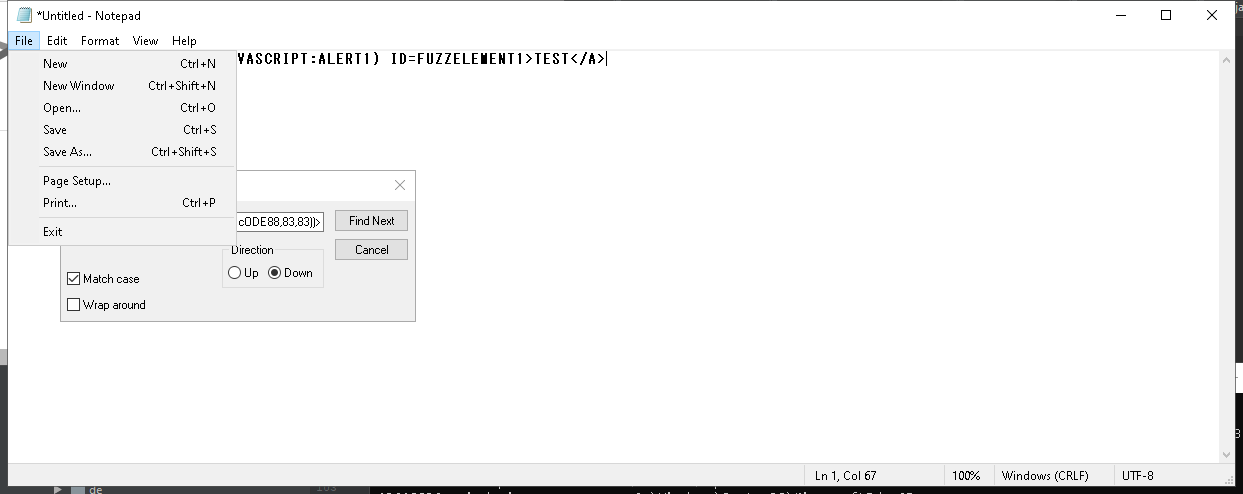 *Untitled - Notepad
File Edit Format View Help
VASCRIPT:ALERT1) ID=FUZZELEMENT1>TEST</A>
New Ctrl+N
New Window Ctrl+Shift+N
Open... Ctrl+O
Save Ctrl+S
Save As... Ctrl+Shift+S
Page Setup...
Print... Ctrl+P
Exit
cODE88,83,83))> Find Next
Direction Cancel
Up Down
Match case
Wrap around
Ln 1, Col 67 100% Windows (CRLF) UTF-8
de